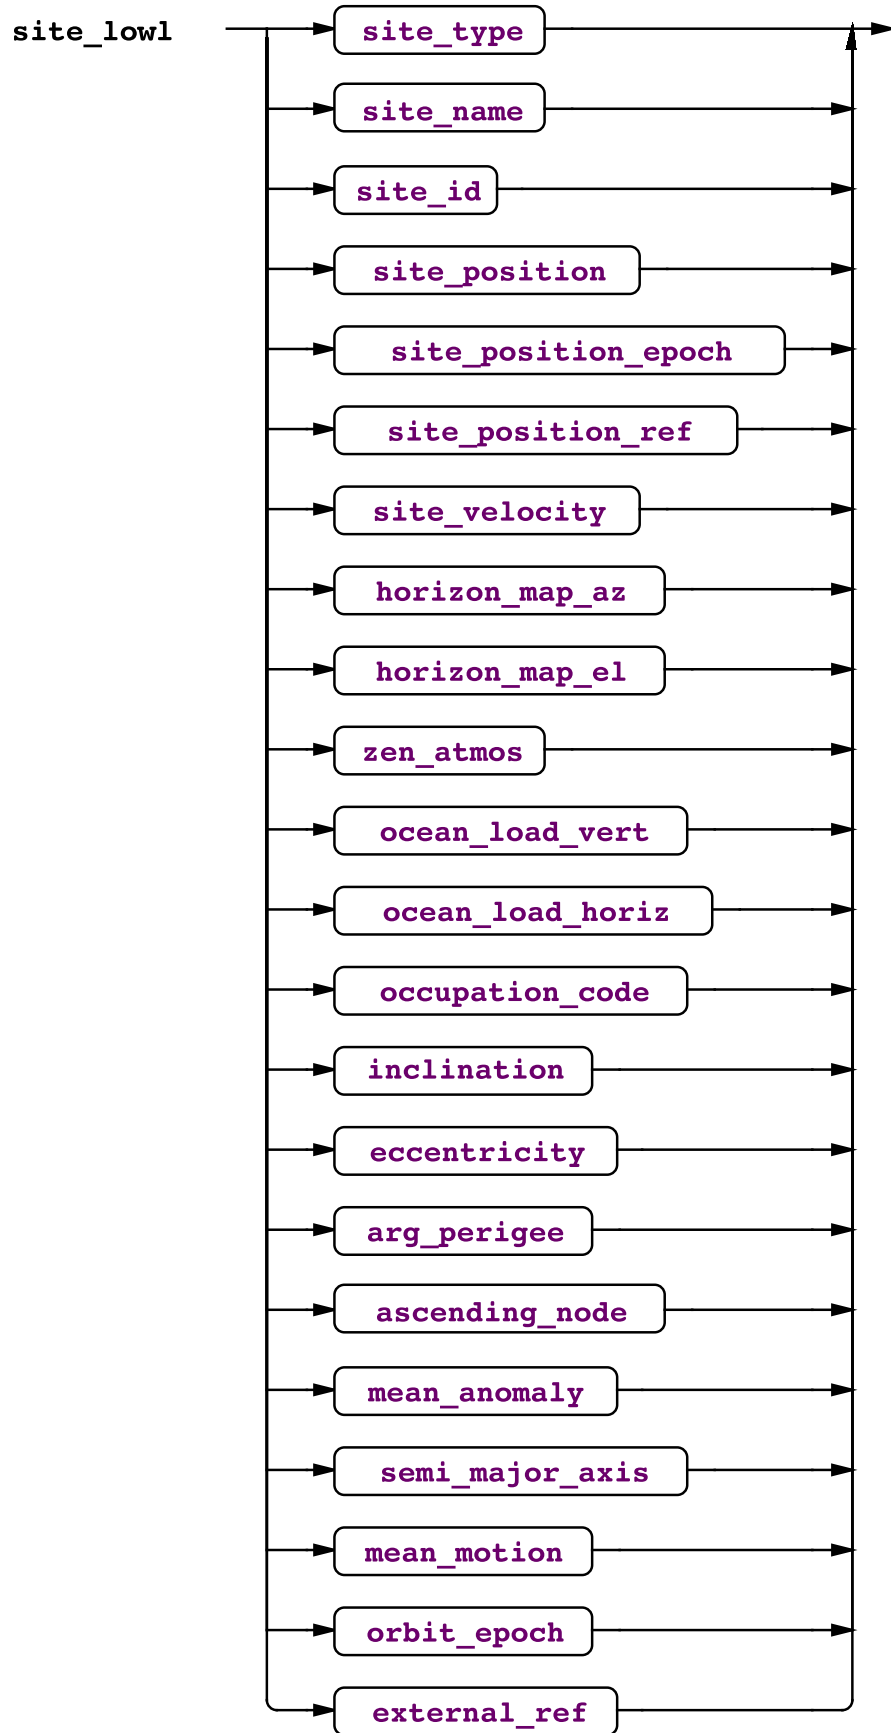 site_lowl site_type
site_name
site_id
site_position
site_position_epoch
site_position_ref
site_velocity
horizon_map_az
horizon_map_el
zen_atmos
ocean_load_vert
ocean_load_horiz
occupation_code
inclination
eccentricity
arg_perigee
ascending_node
mean_anomaly
semi_major_axis
mean_motion
orbit_epoch
external_ref